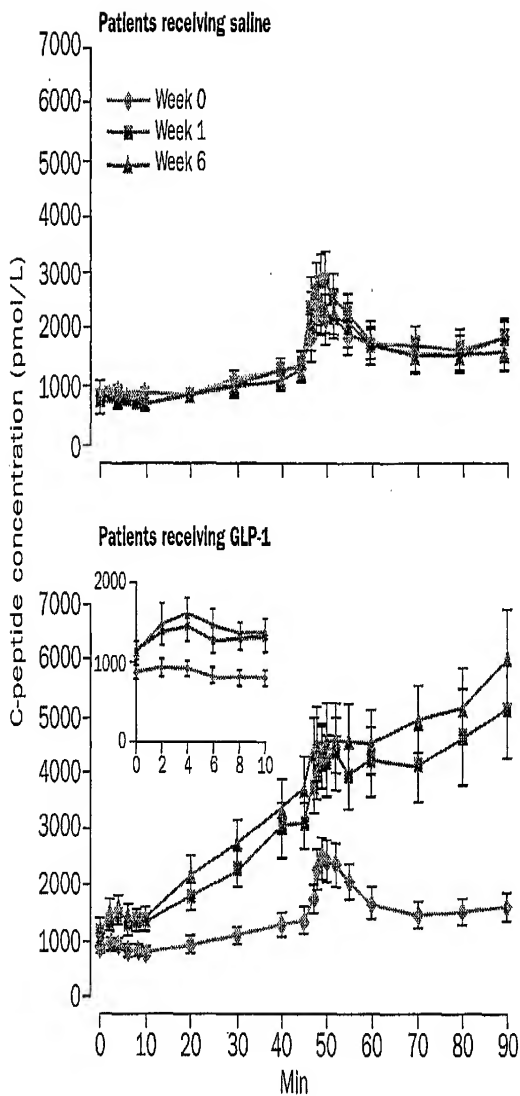 Patients receiving saline
7000
6000
5000
4000
3000
2000
1000
0
Week 0
Week 1
Week 6
C-peptide concentration (pmol/L)
Patients receiving GLP-1
2000
1000
0
0 2 4 6 8 10
7000
6000
5000
4000
3000
2000
1000
0
0 10 20 30 40 50 60 70 80 90
Min